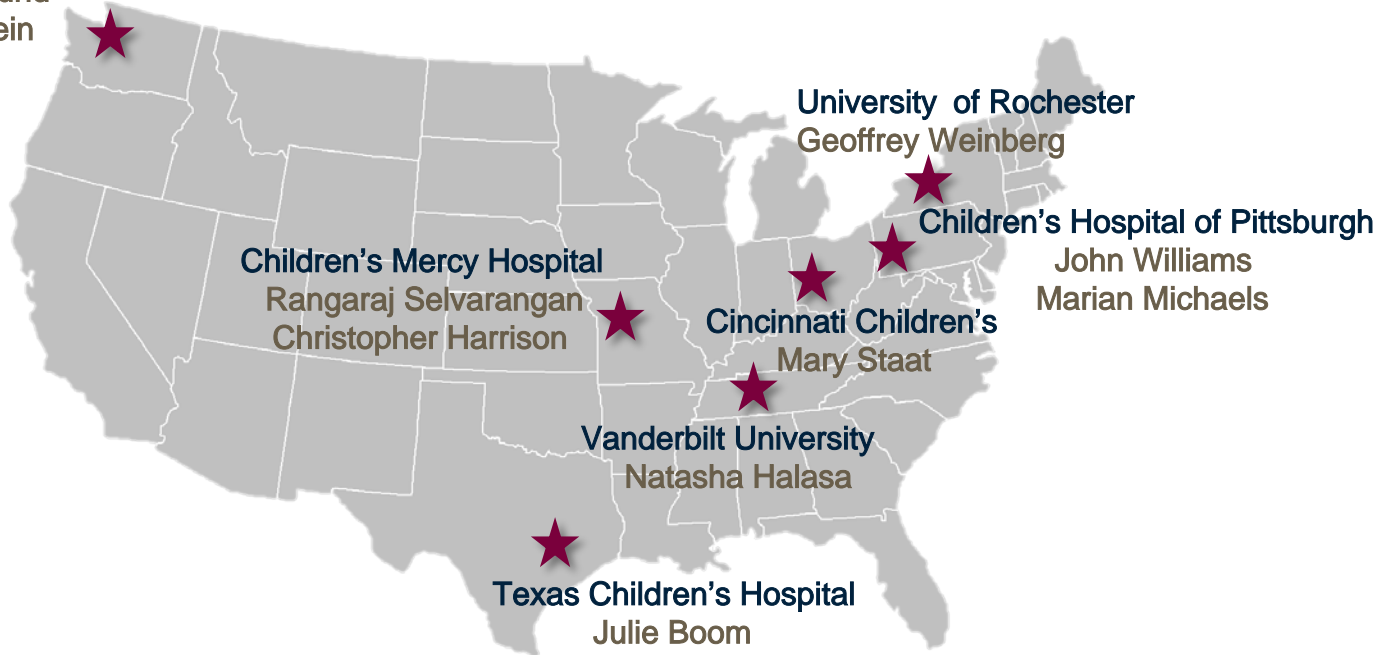 University of Rochester
Geoffrey Weinberg
Children's Hospital of Pittsburgh
John Williams
Marian Michaels
Children's Mercy Hospital
Rangaraj Selvarangan
Christopher Harrison
Cincinnati Children's
Mary Staat
Vanderbilt University
Natasha Halasa
Texas Children's Hospital
Julie Boom